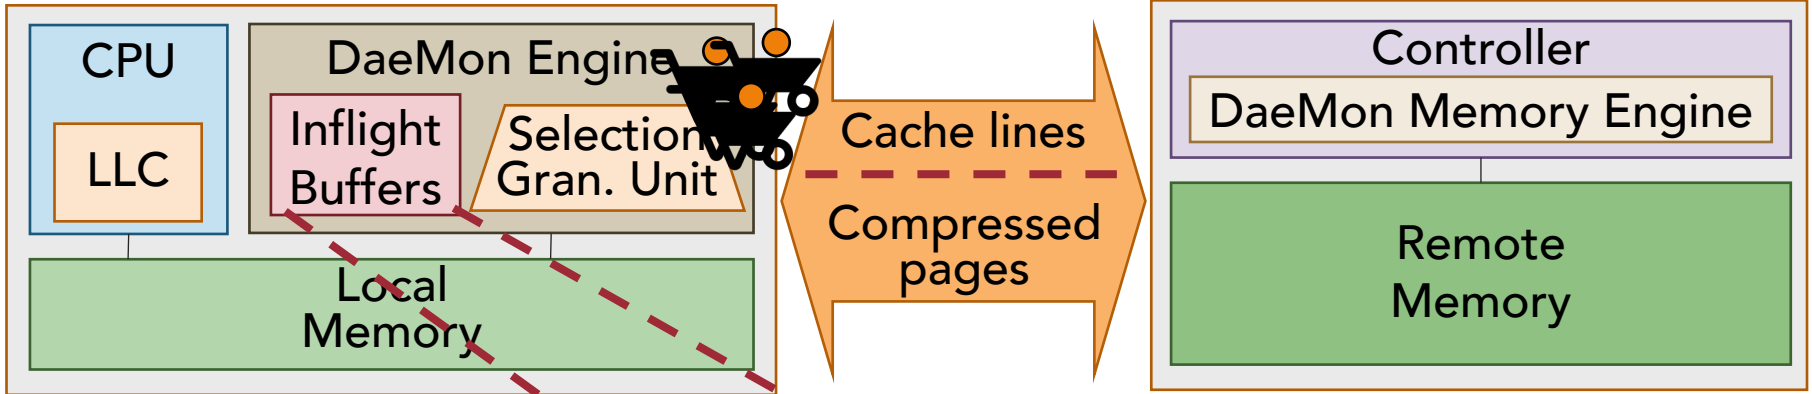 CPU
LLC
DaeMon Engine
Inflight
Buffers
Selection
Gran. Unit
Local
Memory
Cache lines
Compressed
pages
Controller
DaeMon Memory Engine
Remote
Memory